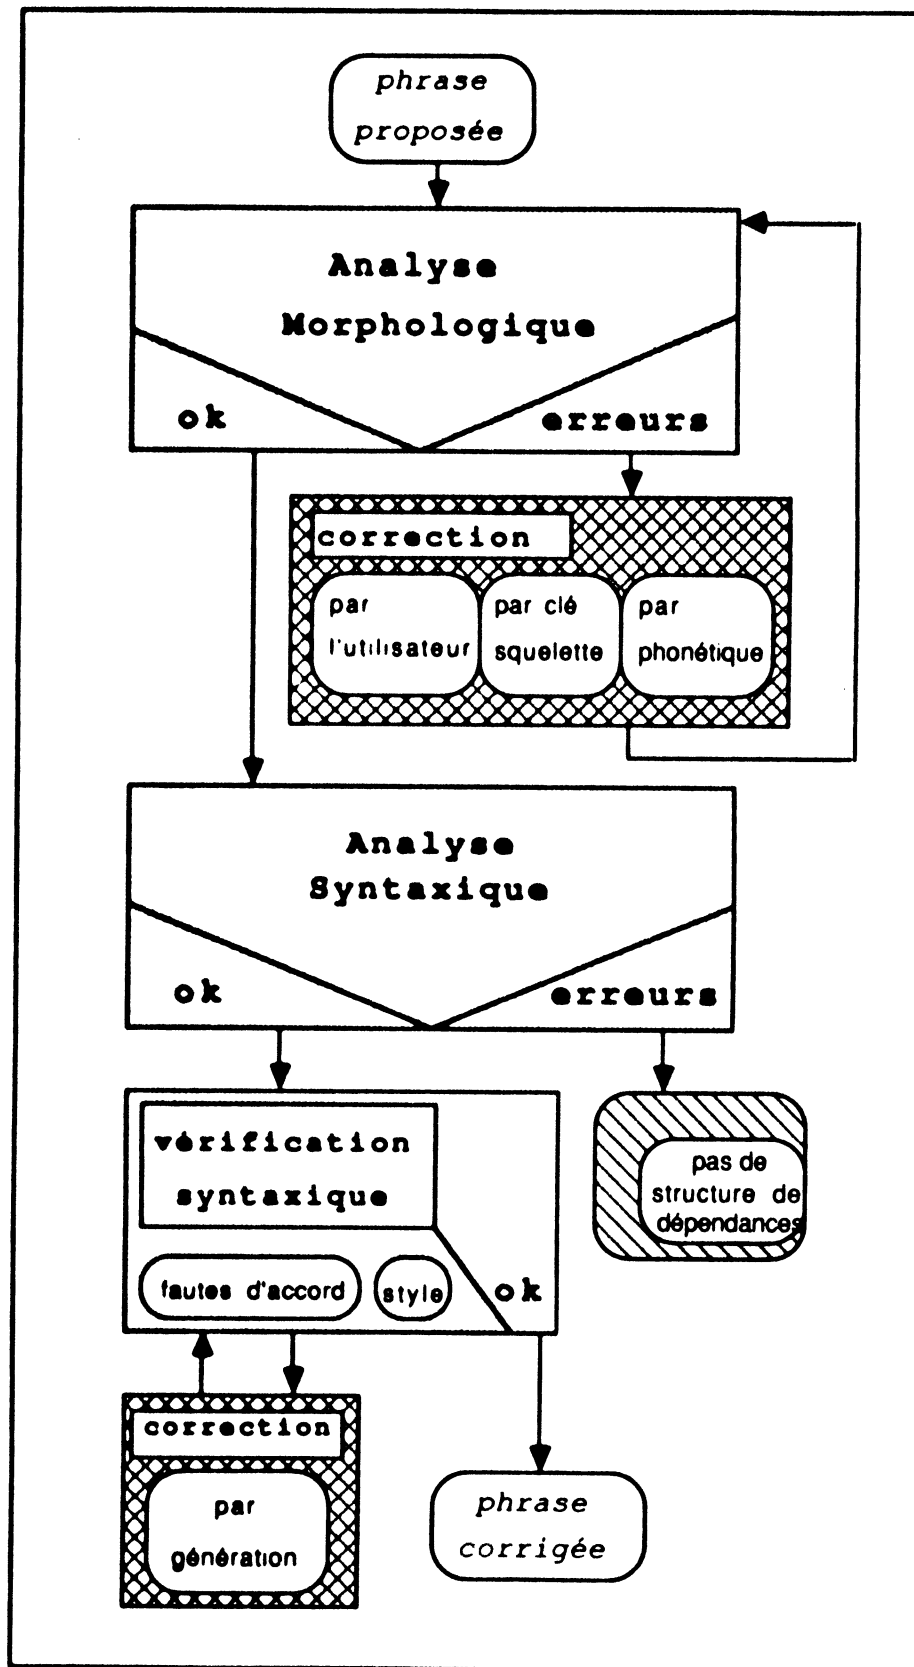 phrase
proposée
Analyse
Morphologique
ok
erreurs
correction
par
l'utilisateur
par clé
squelette
par
phonétique
Analyse
Syntaxique
ok
erreurs
vérification
syntaxique
fautes d'accord
style
ok
pas de
structure de
dépendances
correction
par
génération
phrase
corrigée